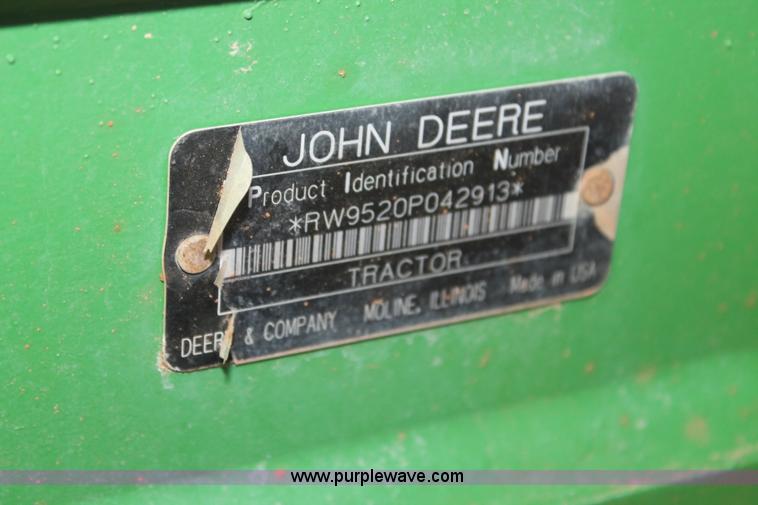 JOHN DEERE
Product Identification Number
*RW9520P042913*
TRACTOR
DEERE & COMPANY MOLINE, ILLINOIS Made in USA
www.purplewave.com